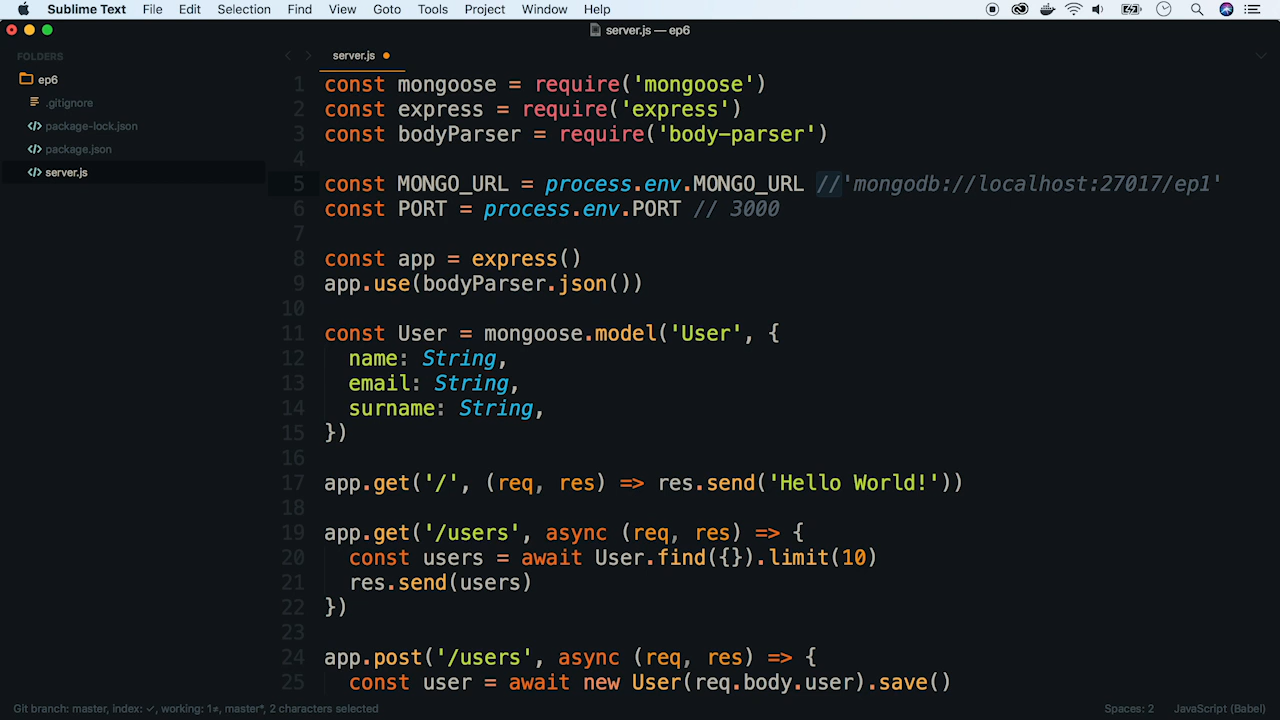 Sublime Text File Edit Selection Find View Goto Tools Project Window Help
server.js — ep6
FOLDERS
ep6
.gitignore
package-lock.json
package.json
server.js
server.js
1 const mongoose = require('mongoose')
2 const express = require('express')
3 const bodyParser = require('body-parser')
4
5 const MONGO_URL = process.env.MONGO_URL //'mongodb://localhost:27017/ep1'
6 const PORT = process.env.PORT // 3000
7
8 const app = express()
9 app.use(bodyParser.json())
10
11 const User = mongoose.model('User', {
12 name: String,
13 email: String,
14 surname: String,
15 })
16
17 app.get('/', (req, res) => res.send('Hello World!'))
18
19 app.get('/users', async (req, res) => {
20 const users = await User.find({}).limit(10)
21 res.send(users)
22 })
23
24 app.post('/users', async (req, res) => {
25 const user = await new User(req.body.user).save()
Git branch: master, index: ✓, working: 1≠, master*, 2 characters selected
Spaces: 2
JavaScript (Babel)